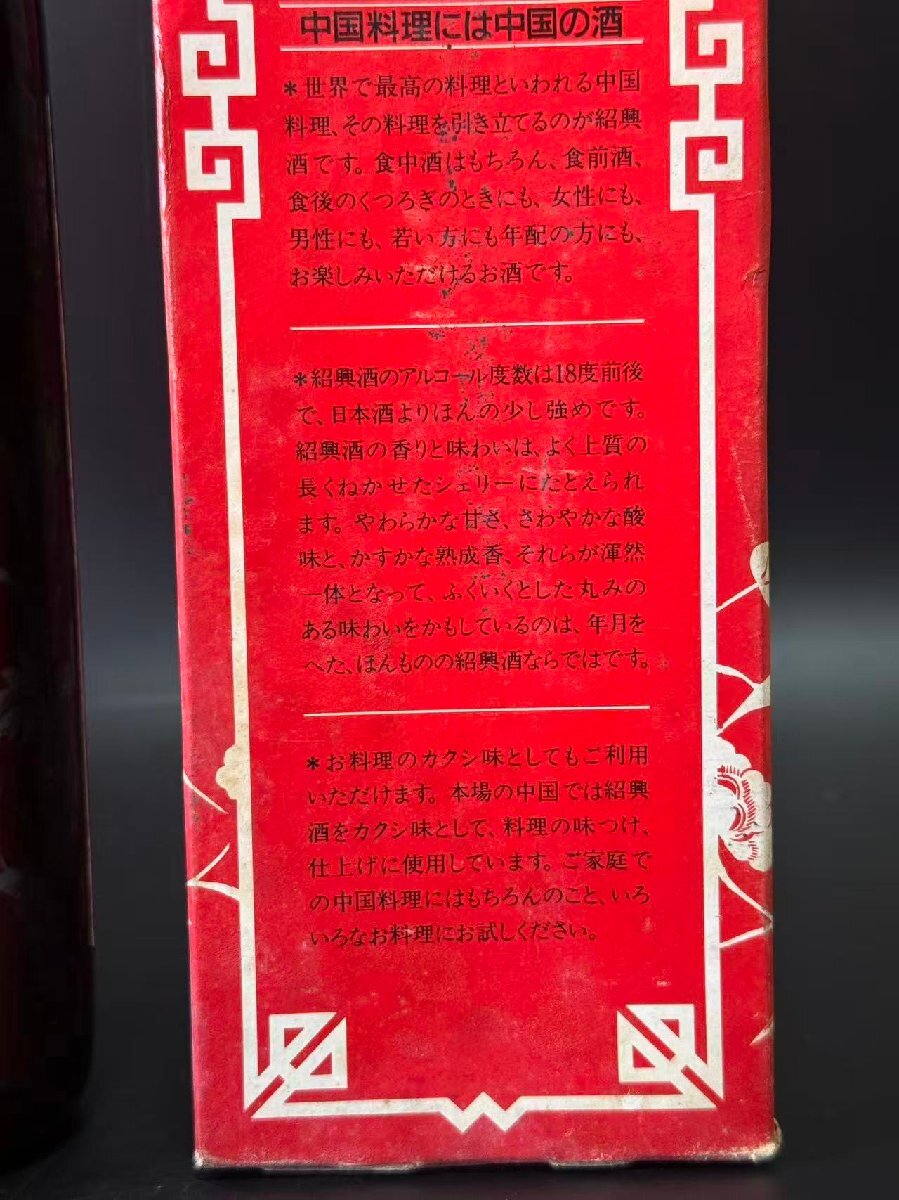 中国料理には中国の酒
＊世界で最高の料理といわれる中国
料理、その料理を引き立てるのが紹興
酒です。食中酒はもちろん、食前酒、
食後のくつろぎのときにも、女性にも、
男性にも、若い方にも年配の方にも、
お楽しみいただけるお酒です。
＊紹興酒のアルコール度数は18度前後
で、日本酒よりほんの少し強めです。
紹興酒の香りと味わいは、よく上質の
長くねかせたシェリーにたとえられ
ます。やわらかな甘さ、さわやかな酸
味と、かすかな熟成香、それらが渾然
一体となって、ふくいくとした丸みの
ある味わいをかもしているのは、年月を
へた、ほんものの紹興酒ならではです。
＊お料理のカクシ味としてもご利用
いただけます。本場の中国では紹興
酒をカクシ味として、料理の味つけ、
仕上げに使用しています。ご家庭で
の中国料理にはもちろんのこと、いろ
いろなお料理にお試しください。